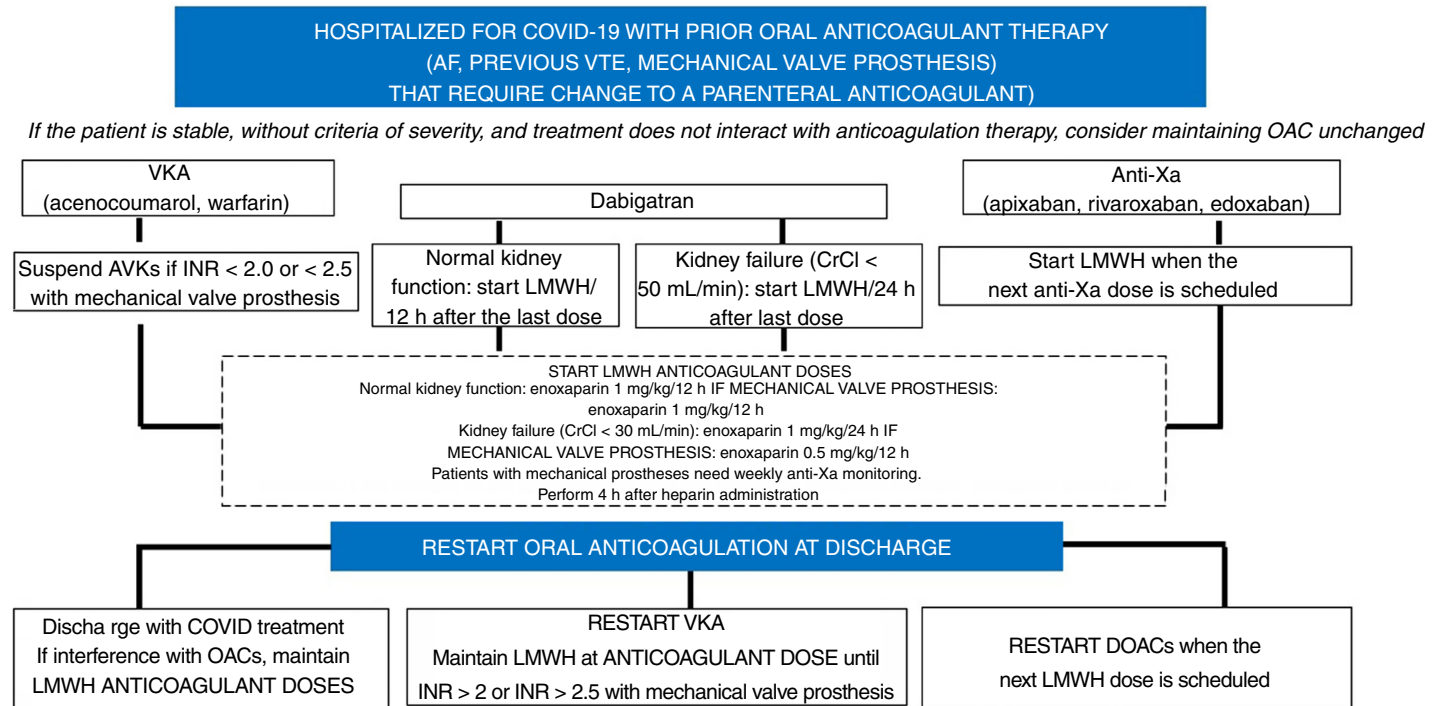 HOSPITALIZED FOR COVID-19 WITH PRIOR ORAL ANTICOAGULANT THERAPY
(AF, PREVIOUS VTE, MECHANICAL VALVE PROSTHESIS)
THAT REQUIRE CHANGE TO A PARENTERAL ANTICOAGULANT)
If the patient is stable, without criteria of severity, and treatment does not interact with anticoagulation therapy, consider maintaining OAC unchanged
VKA
(acenocoumarol, warfarin)
Dabigatran
Anti-Xa
(apixaban, rivaroxaban, edoxaban)
Suspend AVKs if INR < 2.0 or < 2.5
with mechanical valve prosthesis
Normal kidney
function: start LMWH/
12 h after the last dose
Kidney failure (CrCl <
50 mL/min): start LMWH/24 h
after last dose
Start LMWH when the
next anti-Xa dose is scheduled
START LMWH ANTICOAGULANT DOSES
Normal kidney function: enoxaparin 1 mg/kg/12 h IF MECHANICAL VALVE PROSTHESIS:
enoxaparin 1 mg/kg/12 h
Kidney failure (CrCl < 30 mL/min): enoxaparin 1 mg/kg/24 h IF
MECHANICAL VALVE PROSTHESIS: enoxaparin 0.5 mg/kg/12 h
Patients with mechanical prostheses need weekly anti-Xa monitoring.
Perform 4 h after heparin administration
RESTART ORAL ANTICOAGULATION AT DISCHARGE
Discha rge with COVID treatment
If interference with OACs, maintain
LMWH ANTICOAGULANT DOSES
RESTART VKA
Maintain LMWH at ANTICOAGULANT DOSE until
INR > 2 or INR > 2.5 with mechanical valve prosthesis
RESTART DOACs when the
next LMWH dose is scheduled